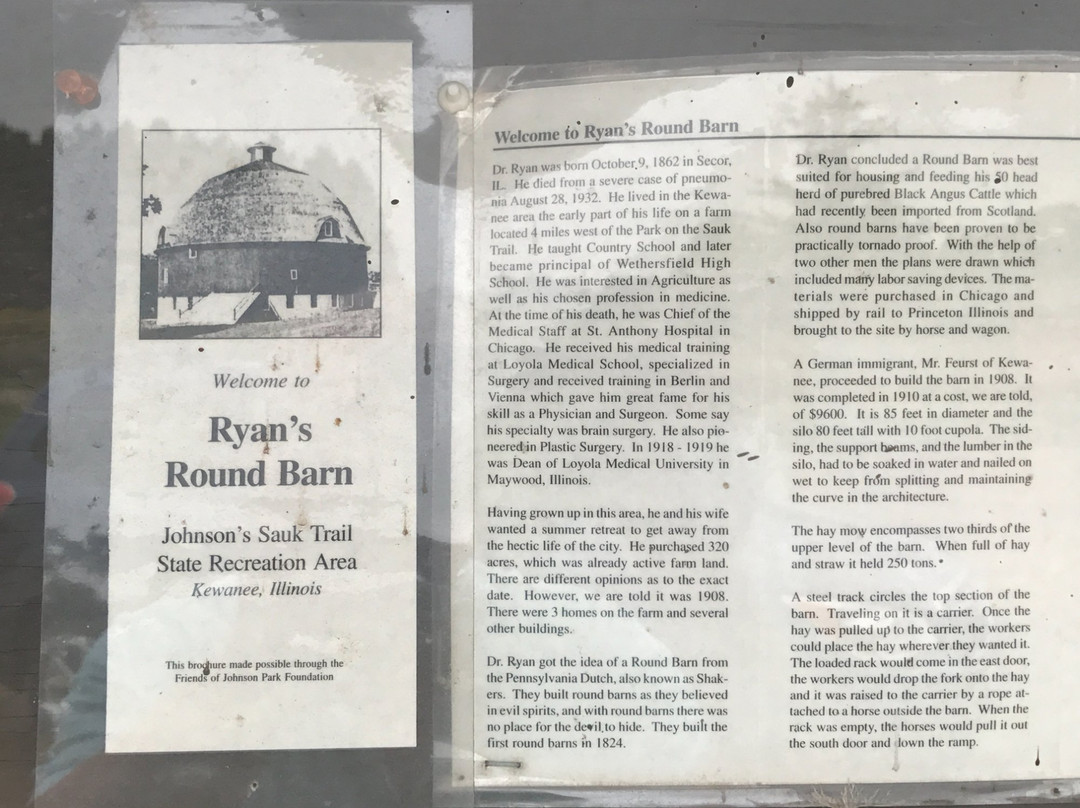 Welcome to
Ryan's
Round Barn
Johnson's Sauk Trail
State Recreation Area
Kewanee, Illinois
This brochure made possible through the
Friends of Johnson Park Foundation
Welcome to Ryan's Round Barn
Dr. Ryan was born October 9, 1862 in Secor,
IL. He died from a severe case of pneumo-
nia August 28, 1932. He lived in the Kewa-
nee area the early part of his life on a farm
located 4 miles west of the Park on the Sauk
Trail. He taught Country School and later
became principal of Wethersfield High
School. He was interested in Agriculture as
well as his chosen profession in medicine.
At the time of his death, he was Chief of the
Medical Staff at St. Anthony Hospital in
Chicago. He received his medical training
at Loyola Medical School, specialized in
Surgery and received training in Berlin and
Vienna which gave him great fame for his
skill as a Physician and Surgeon. Some say
his specialty was brain surgery. He also pio-
neered in Plastic Surgery. In 1918 - 1919 he
was Dean of Loyola Medical University in
Maywood, Illinois.
Having grown up in this area, he and his wife
wanted a summer retreat to get away from
the hectic life of the city. He purchased 320
acres, which was already active farm land.
There are different opinions as to the exact
date. However, we are told it was 1908.
There were 3 homes on the farm and several
other buildings.
Dr. Ryan got the idea of a Round Barn from
the Pennsylvania Dutch, also known as Shak-
ers. They built round barns as they believed
in evil spirits, and with round barns there was
no place for the devil to hide. They built the
first round barns in 1824.
Dr. Ryan concluded a Round Barn was best
suited for housing and feeding his 50 head
herd of purebred Black Angus Cattle which
had recently been imported from Scotland.
Also round barns have been proven to be
practically tornado proof. With the help of
two other men the plans were drawn which
included many labor saving devices. The ma-
terials were purchased in Chicago and
shipped by rail to Princeton Illinois and
brought to the site by horse and wagon.
A German immigrant, Mr. Feurst of Kewa-
nee, proceeded to build the barn in 1908. It
was completed in 1910 at a cost, we are told,
of $9600. It is 85 feet in diameter and the
silo 80 feet tall with 10 foot cupola. The sid-
ing, the support beams, and the lumber in the
silo, had to be soaked in water and nailed on
wet to keep from splitting and maintaining
the curve in the architecture.
The hay mow encompasses two thirds of the
upper level of the barn. When full of hay
and straw it held 250 tons.*
A steel track circles the top section of the
barn. Traveling on it is a carrier. Once the
hay was pulled up to the carrier, the workers
could place the hay wherever they wanted it.
The loaded rack would come in the east door,
the workers would drop the fork onto the hay
and it was raised to the carrier by a rope at-
tached to a horse outside the barn. When the
rack was empty, the horses would pull it out
the south door and down the ramp.